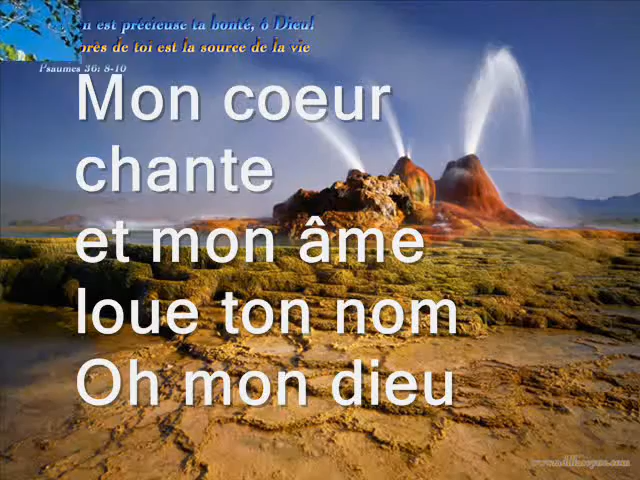 est précieuse ta bonté, ô Dieu!
de toi est la source de la vie
Psaumes 36: 8-10
Mon coeur
chante
et mon âme
loue ton nom
Oh mon dieu